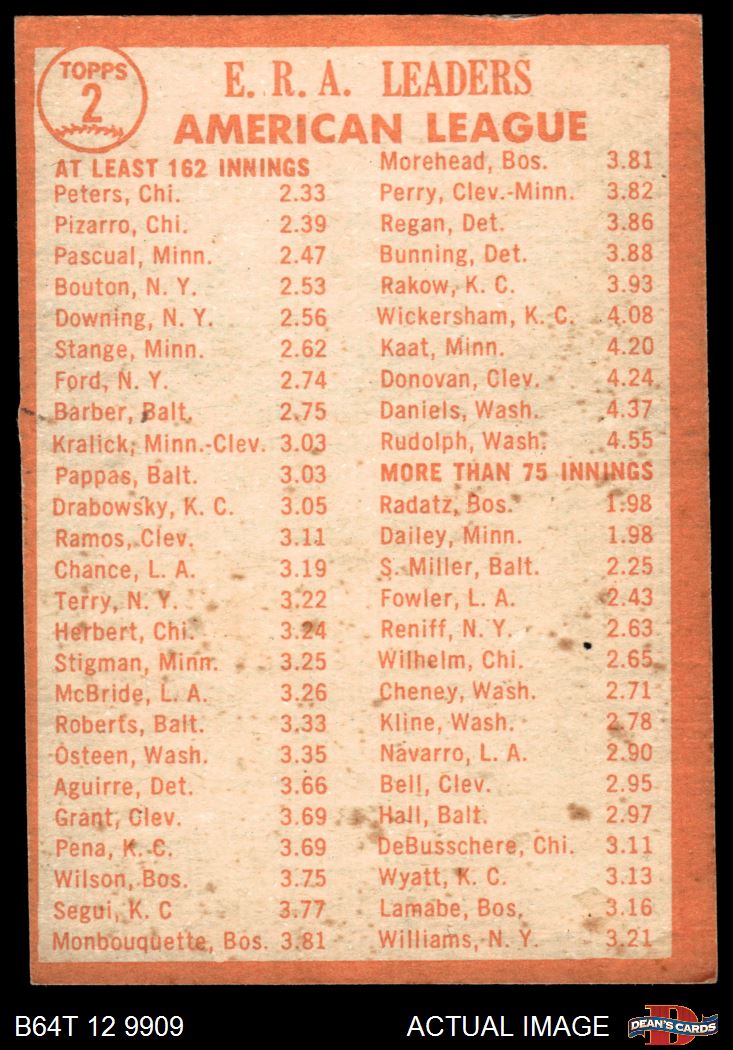 TOPPS
2
E. R. A. LEADERS
AMERICAN LEAGUE
AT LEAST 162 INNINGS
Peters, Chi. 2.33
Pizarro, Chi. 2.39
Pascual, Minn. 2.47
Bouton, N. Y. 2.53
Downing, N. Y. 2.56
Stange, Minn. 2.62
Ford, N. Y. 2.74
Barber, Balt. 2.75
Kralick, Minn.-Clev. 3.03
Pappas, Balt. 3.03
Drabowsky, K. C. 3.05
Ramos, Clev. 3.11
Chance, L. A. 3.19
Terry, N. Y. 3.22
Herbert, Chi. 3.24
Stigman, Minn. 3.25
McBride, L. A. 3.26
Roberts, Balt. 3.33
Osteen, Wash. 3.35
Aguirre, Det. 3.66
Grant, Clev. 3.69
Pena, K. C. 3.69
Wilson, Bos. 3.75
Segui, K. C 3.77
Monbouquette, Bos. 3.81
Morehead, Bos. 3.81
Perry, Clev.-Minn. 3.82
Regan, Det. 3.86
Bunning, Det. 3.88
Rakow, K. C. 3.93
Wickersham, K. C. 4.08
Kaat, Minn. 4.20
Donovan, Clev. 4.24
Daniels, Wash. 4.37
Rudolph, Wash. 4.55
MORE THAN 75 INNINGS
Radatz, Bos. 1.98
Dailey, Minn. 1.98
S. Miller, Balt. 2.25
Fowler, L. A. 2.43
Reniff, N. Y. 2.63
Wilhelm, Chi. 2.65
Cheney, Wash. 2.71
Kline, Wash. 2.78
Navarro, L. A. 2.90
Bell, Clev. 2.95
Hall, Balt. 2.97
DeBusschere, Chi. 3.11
Wyatt, K. C. 3.13
Lamabe, Bos. 3.16
Williams, N. Y. 3.21
B64T 12 9909
ACTUAL IMAGE
DEAN'S CARDS